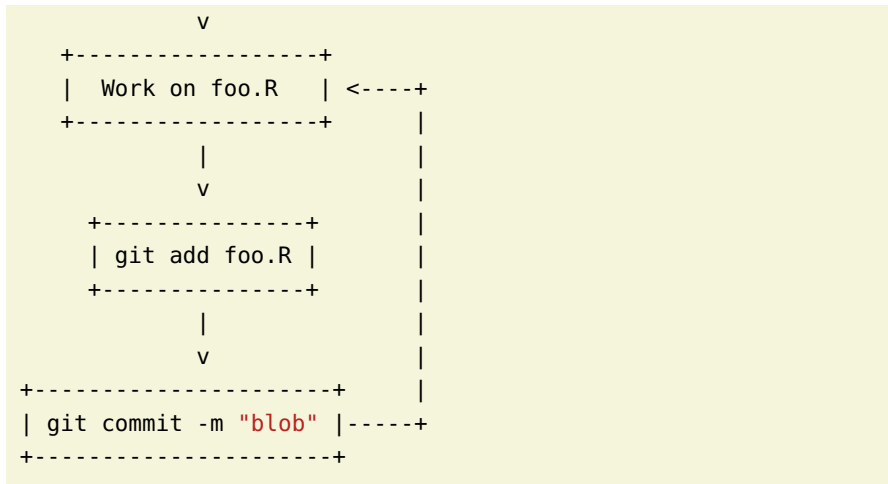 v
   +------------------+
   |  Work on foo.R   | <----+
   +------------------+      |
             |               |
             v               |
     +---------------+       |
     | git add foo.R |       |
     +---------------+       |
             |               |
             v               |
+----------------------+     |
| git commit -m "blob" |-----+
+----------------------+